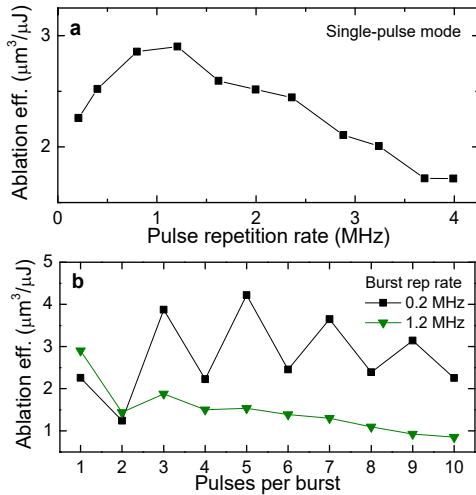 a
Single-pulse mode
Ablation eff. (μm³/μJ)
3
2
0 1 2 3 4
Pulse repetition rate (MHz)
b
Burst rep rate
0.2 MHz
1.2 MHz
Ablation eff. (μm³/μJ)
5
4
3
2
1
1 2 3 4 5 6 7 8 9 10
Pulses per burst